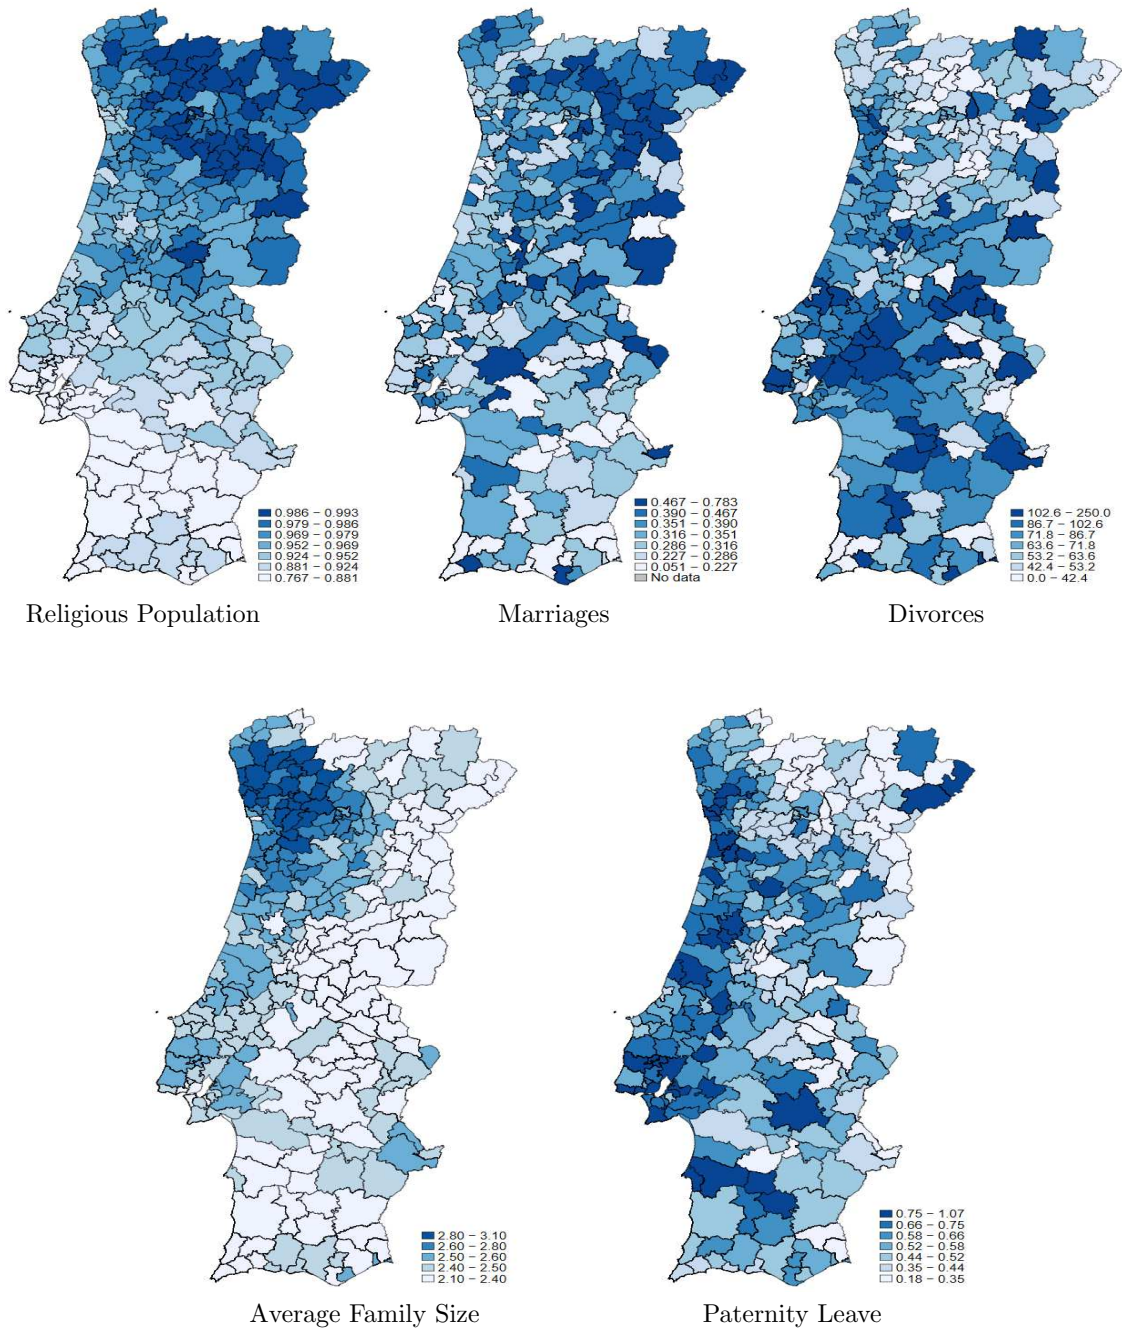 0.986 – 0.993
0.979 – 0.986
0.969 – 0.979
0.952 – 0.969
0.924 – 0.952
0.881 – 0.924
0.767 – 0.881
Religious Population
0.467 – 0.783
0.390 – 0.467
0.351 – 0.390
0.316 – 0.351
0.286 – 0.316
0.227 – 0.286
0.051 – 0.227
No data
Marriages
102.6 – 250.0
86.7 – 102.6
71.8 – 86.7
63.6 – 71.8
53.2 – 63.6
42.4 – 53.2
0.0 – 42.4
Divorces
2.80 – 3.10
2.60 – 2.80
2.50 – 2.60
2.40 – 2.50
2.10 – 2.40
Average Family Size
0.75 – 1.07
0.66 – 0.75
0.58 – 0.66
0.52 – 0.58
0.44 – 0.52
0.35 – 0.44
0.18 – 0.35
Paternity Leave